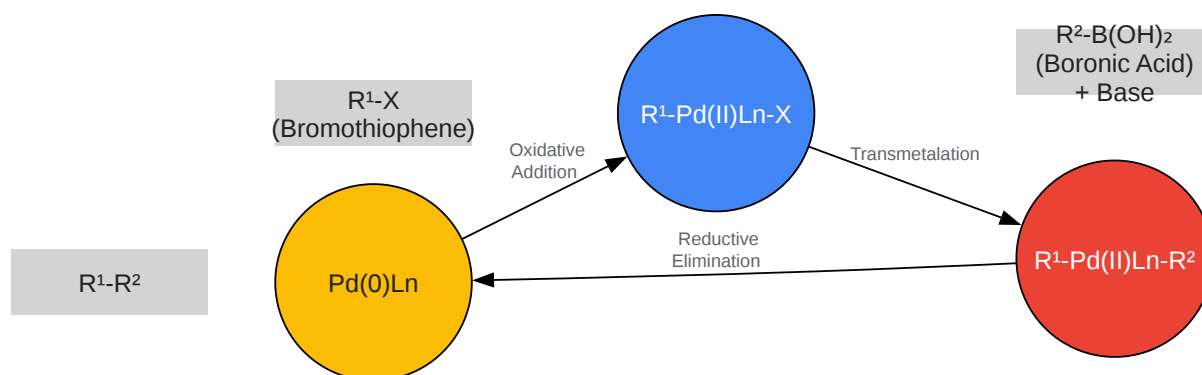 R²-B(OH)₂
(Boronic Acid)
+ Base
R¹-X
(Bromothiophene)
R¹-Pd(II)Ln-X
Oxidative
Addition
Transmetalation
Reductive
Elimination
R¹-R²
Pd(0)Ln
R¹-Pd(II)Ln-R²